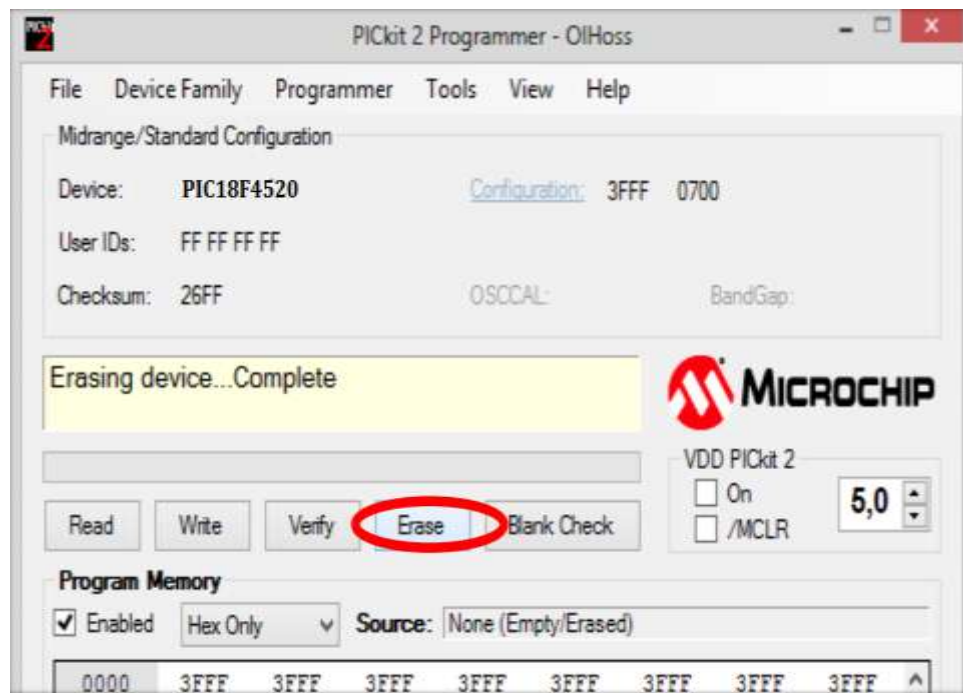 PICkit 2 Programmer - OlHoss
File Device Family Programmer Tools View Help
Midrange/Standard Configuration
Device: PIC18F4520 Configuration: 3FFF 0700
User IDs: FF FF FF FF
Checksum: 26FF OSCCAL: BandGap:
Erasing device...Complete
MICROCHIP
VDD PICkit 2
On
/MCLR
5,0
Read Write Verify Erase Blank Check
Program Memory
Enabled Hex Only Source: None (Empty/Erased)
0000 3FFF 3FFF 3FFF 3FFF 3FFF 3FFF 3FFF 3FFF